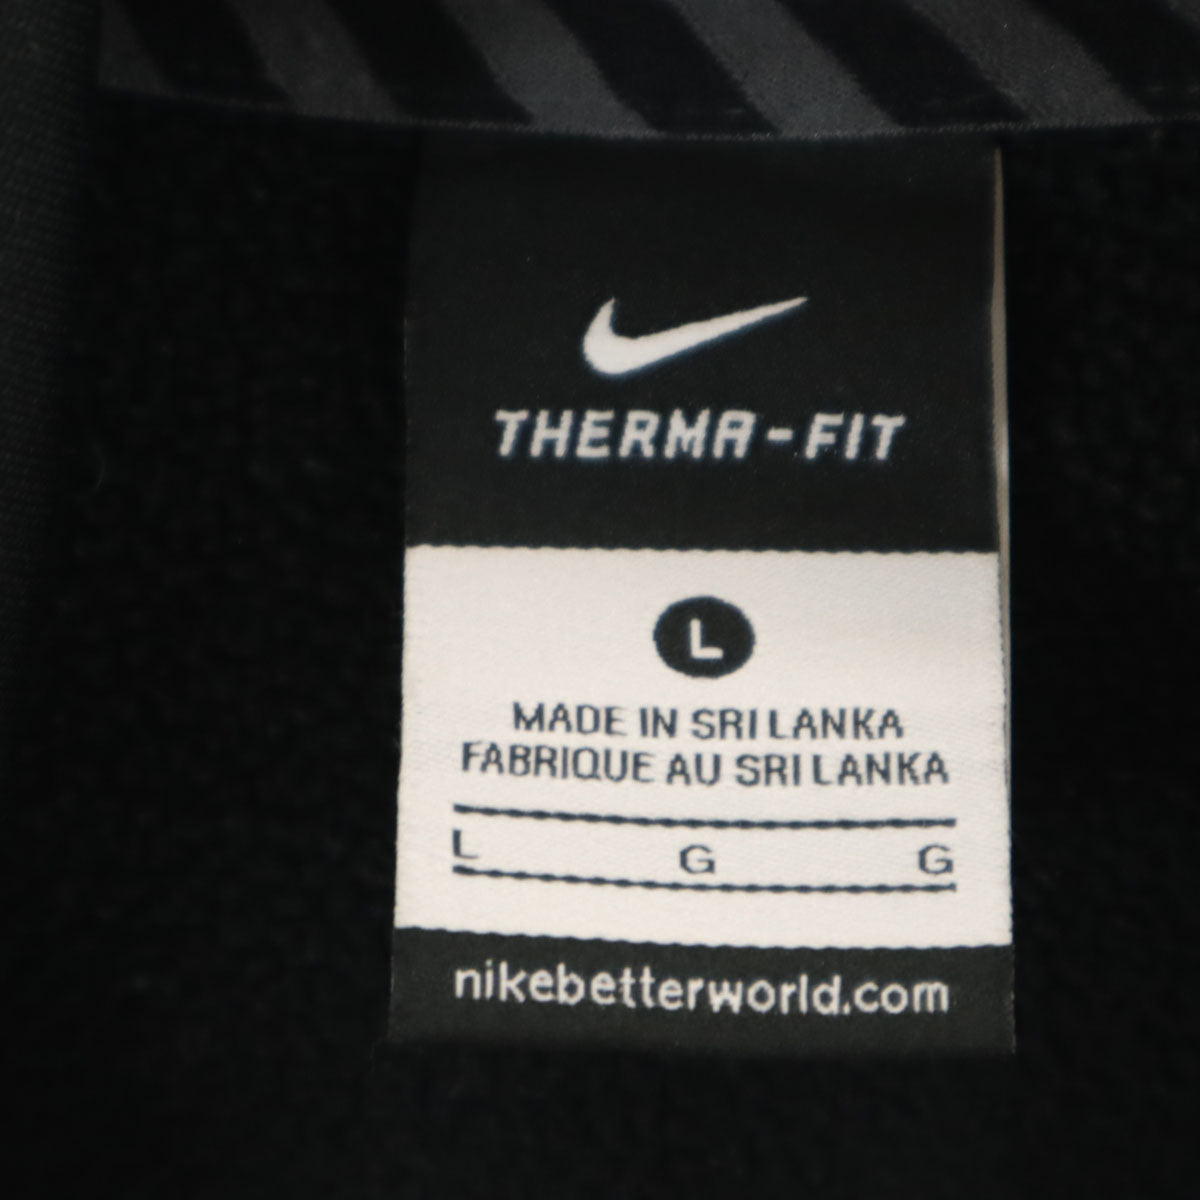 THERMA-FIT
L
MADE IN SRI LANKA
FABRIQUE AU SRI LANKA
L G G
nikebetterworld.com